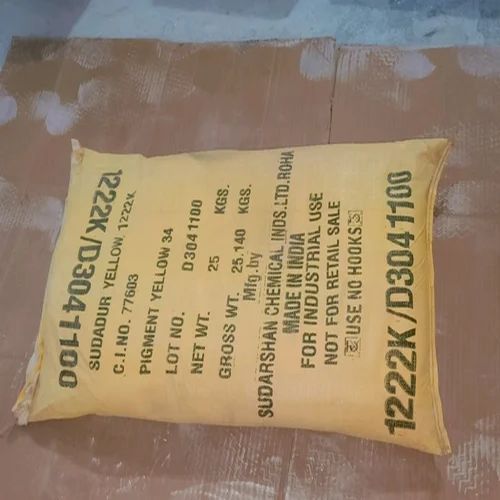 1222K/D3041100
SUDADUR YELLOW 1222K
C.I.NO. 77603
PIGMENT YELLOW 34
LOT NO. D3041100
NET WT. 25 KGS.
GROSS WT. 25.140 KGS.
Mfg.by
SUDARSHAN CHEMICAL INDS.LTD.ROHA
MADE IN INDIA
FOR INDUSTRIAL USE
NOT FOR RETAIL SALE
USE NO HOOKS
1222K/D3041100